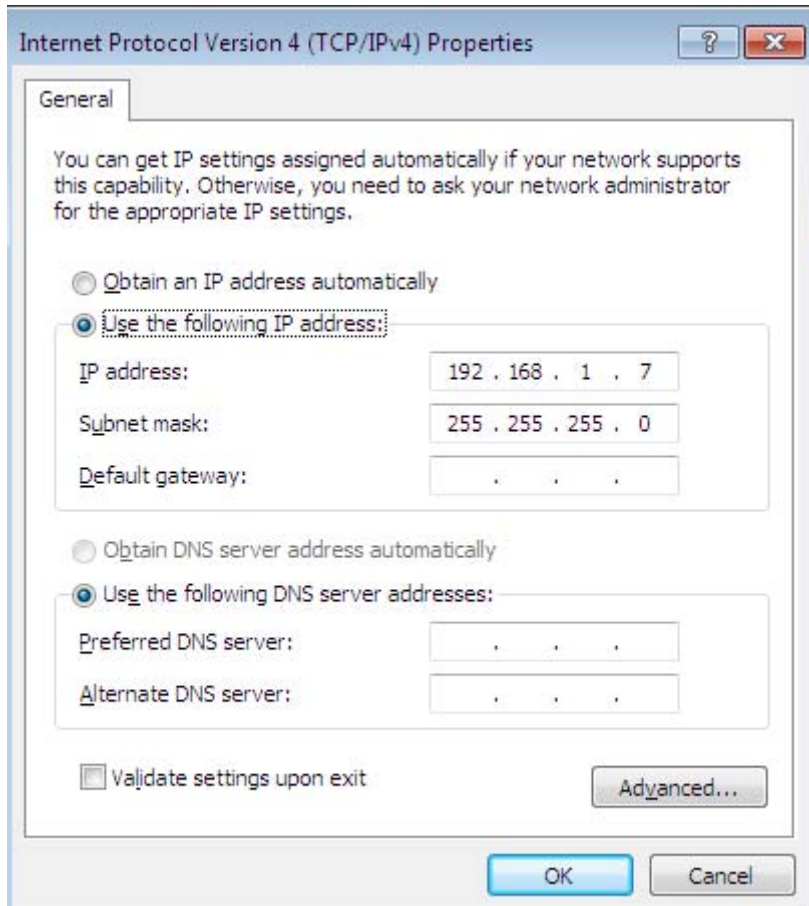 Internet Protocol Version 4 (TCP/IPv4) Properties
?
General
You can get IP settings assigned automatically if your network supports
this capability. Otherwise, you need to ask your network administrator
for the appropriate IP settings.
Obtain an IP address automatically
Use the following IP address:
IP address: 192 . 168 . 1 . 7
Subnet mask: 255 . 255 . 255 . 0
Default gateway: . . .
Obtain DNS server address automatically
Use the following DNS server addresses:
Preferred DNS server: . . .
Alternate DNS server: . . .
Validate settings upon exit
Advanced...
OK Cancel